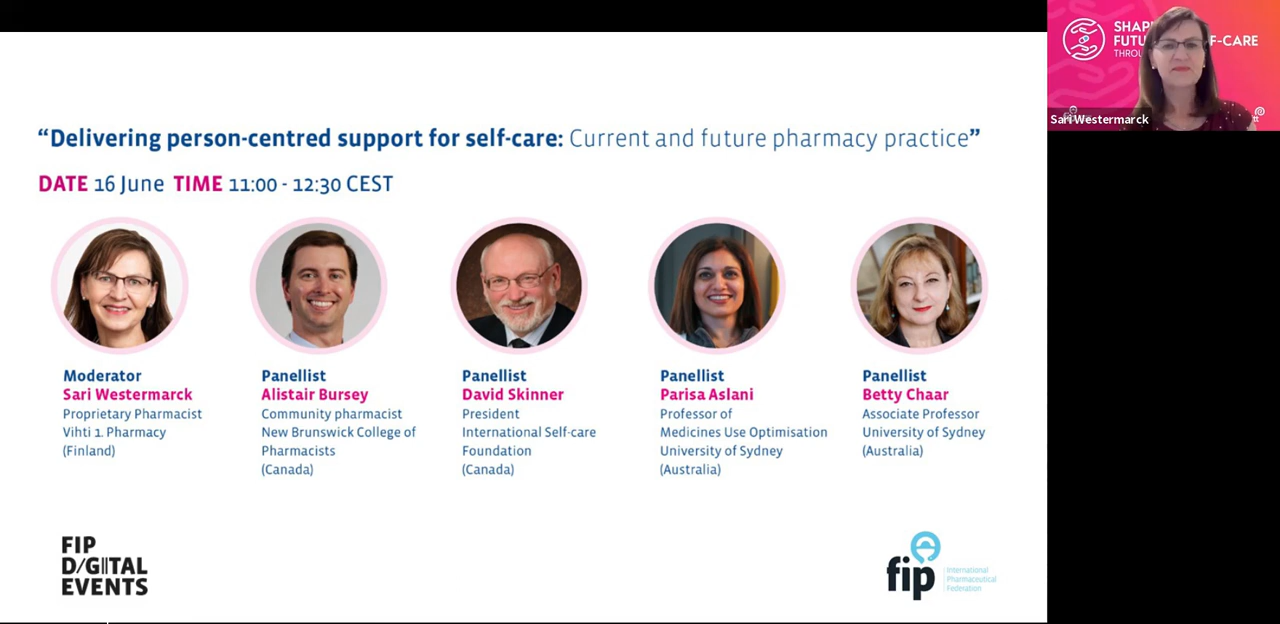 “Delivering person-centred support for self-care: Current and future pharmacy practice”
DATE 16 June TIME 11:00 - 12:30 CEST
Moderator
Sari Westermarck
Proprietary Pharmacist
Vihti 1. Pharmacy
(Finland)
Panellist
Alistair Bursey
Community pharmacist
New Brunswick College of
Pharmacists
(Canada)
Panellist
David Skinner
President
International Self-care
Foundation
(Canada)
Panellist
Parisa Aslani
Professor of
Medicines Use Optimisation
University of Sydney
(Australia)
Panellist
Betty Chaar
Associate Professor
University of Sydney
(Australia)
FIP
DIGITAL
EVENTS
fip
International
Pharmaceutical
Federation
SHAP
FUTU F-CARE
THROU
Sari Westermarck